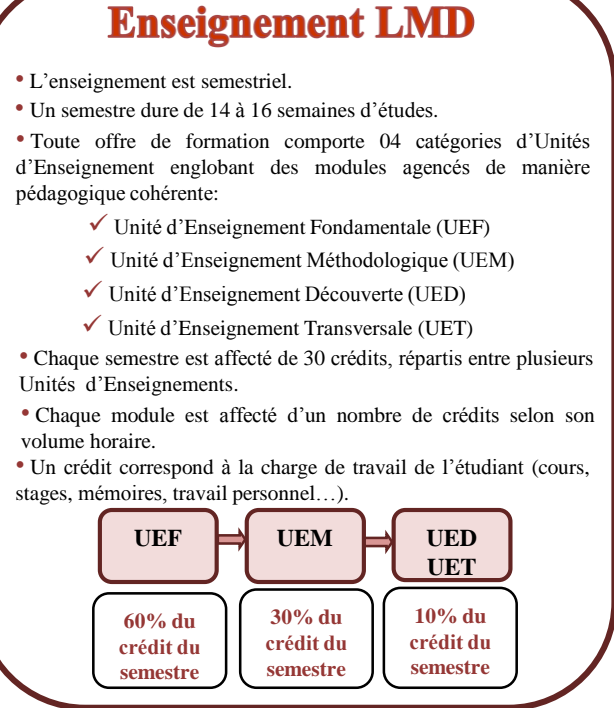 Enseignement LMD
• L’enseignement est semestriel.
• Un semestre dure de 14 à 16 semaines d’études.
• Toute offre de formation comporte 04 catégories d’Unités
d’Enseignement englobant des modules agencés de manière
pédagogique cohérente:
✓ Unité d’Enseignement Fondamentale (UEF)
✓ Unité d’Enseignement Méthodologique (UEM)
✓ Unité d’Enseignement Découverte (UED)
✓ Unité d’Enseignement Transversale (UET)
• Chaque semestre est affecté de 30 crédits, répartis entre plusieurs
Unités d’Enseignements.
• Chaque module est affecté d’un nombre de crédits selon son
volume horaire.
• Un crédit correspond à la charge de travail de l’étudiant (cours,
stages, mémoires, travail personnel…).
UEF
UEM
UED
UET
60% du
crédit du
semestre
30% du
crédit du
semestre
10% du
crédit du
semestre